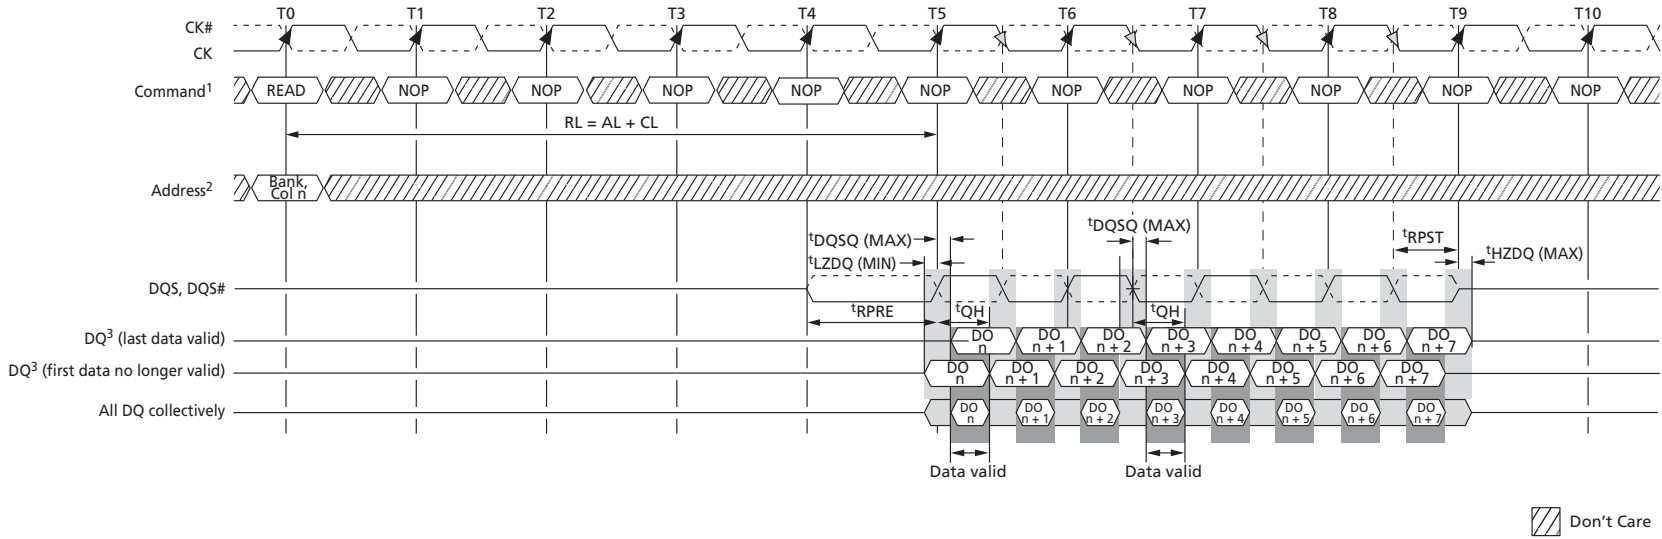 T0 T1 T2 T3 T4 T5 T6 T7 T8 T9 T10
CK#
CK
Command1 READ NOP NOP NOP NOP NOP NOP NOP NOP NOP NOP
RL = AL + CL
Address2 Bank,
Col n
tDQSQ (MAX) tDQSQ (MAX) tRPST
tLZDQ (MIN) tHZDQ (MAX)
DQS, DQS#
tRPRE tQH tQH
DQ3 (last data valid) DO
n DO
n + 1 DO
n + 2 DO
n + 3 DO
n + 4 DO
n + 5 DO
n + 6 DO
n + 7
DQ3 (first data no longer valid) DO
n DO
n + 1 DO
n + 2 DO
n + 3 DO
n + 4 DO
n + 5 DO
n + 6 DO
n + 7
All DQ collectively DO
n DO
n + 1 DO
n + 2 DO
n + 3 DO
n + 4 DO
n + 5 DO
n + 6 DO
n + 7
Data valid Data valid
Don't Care